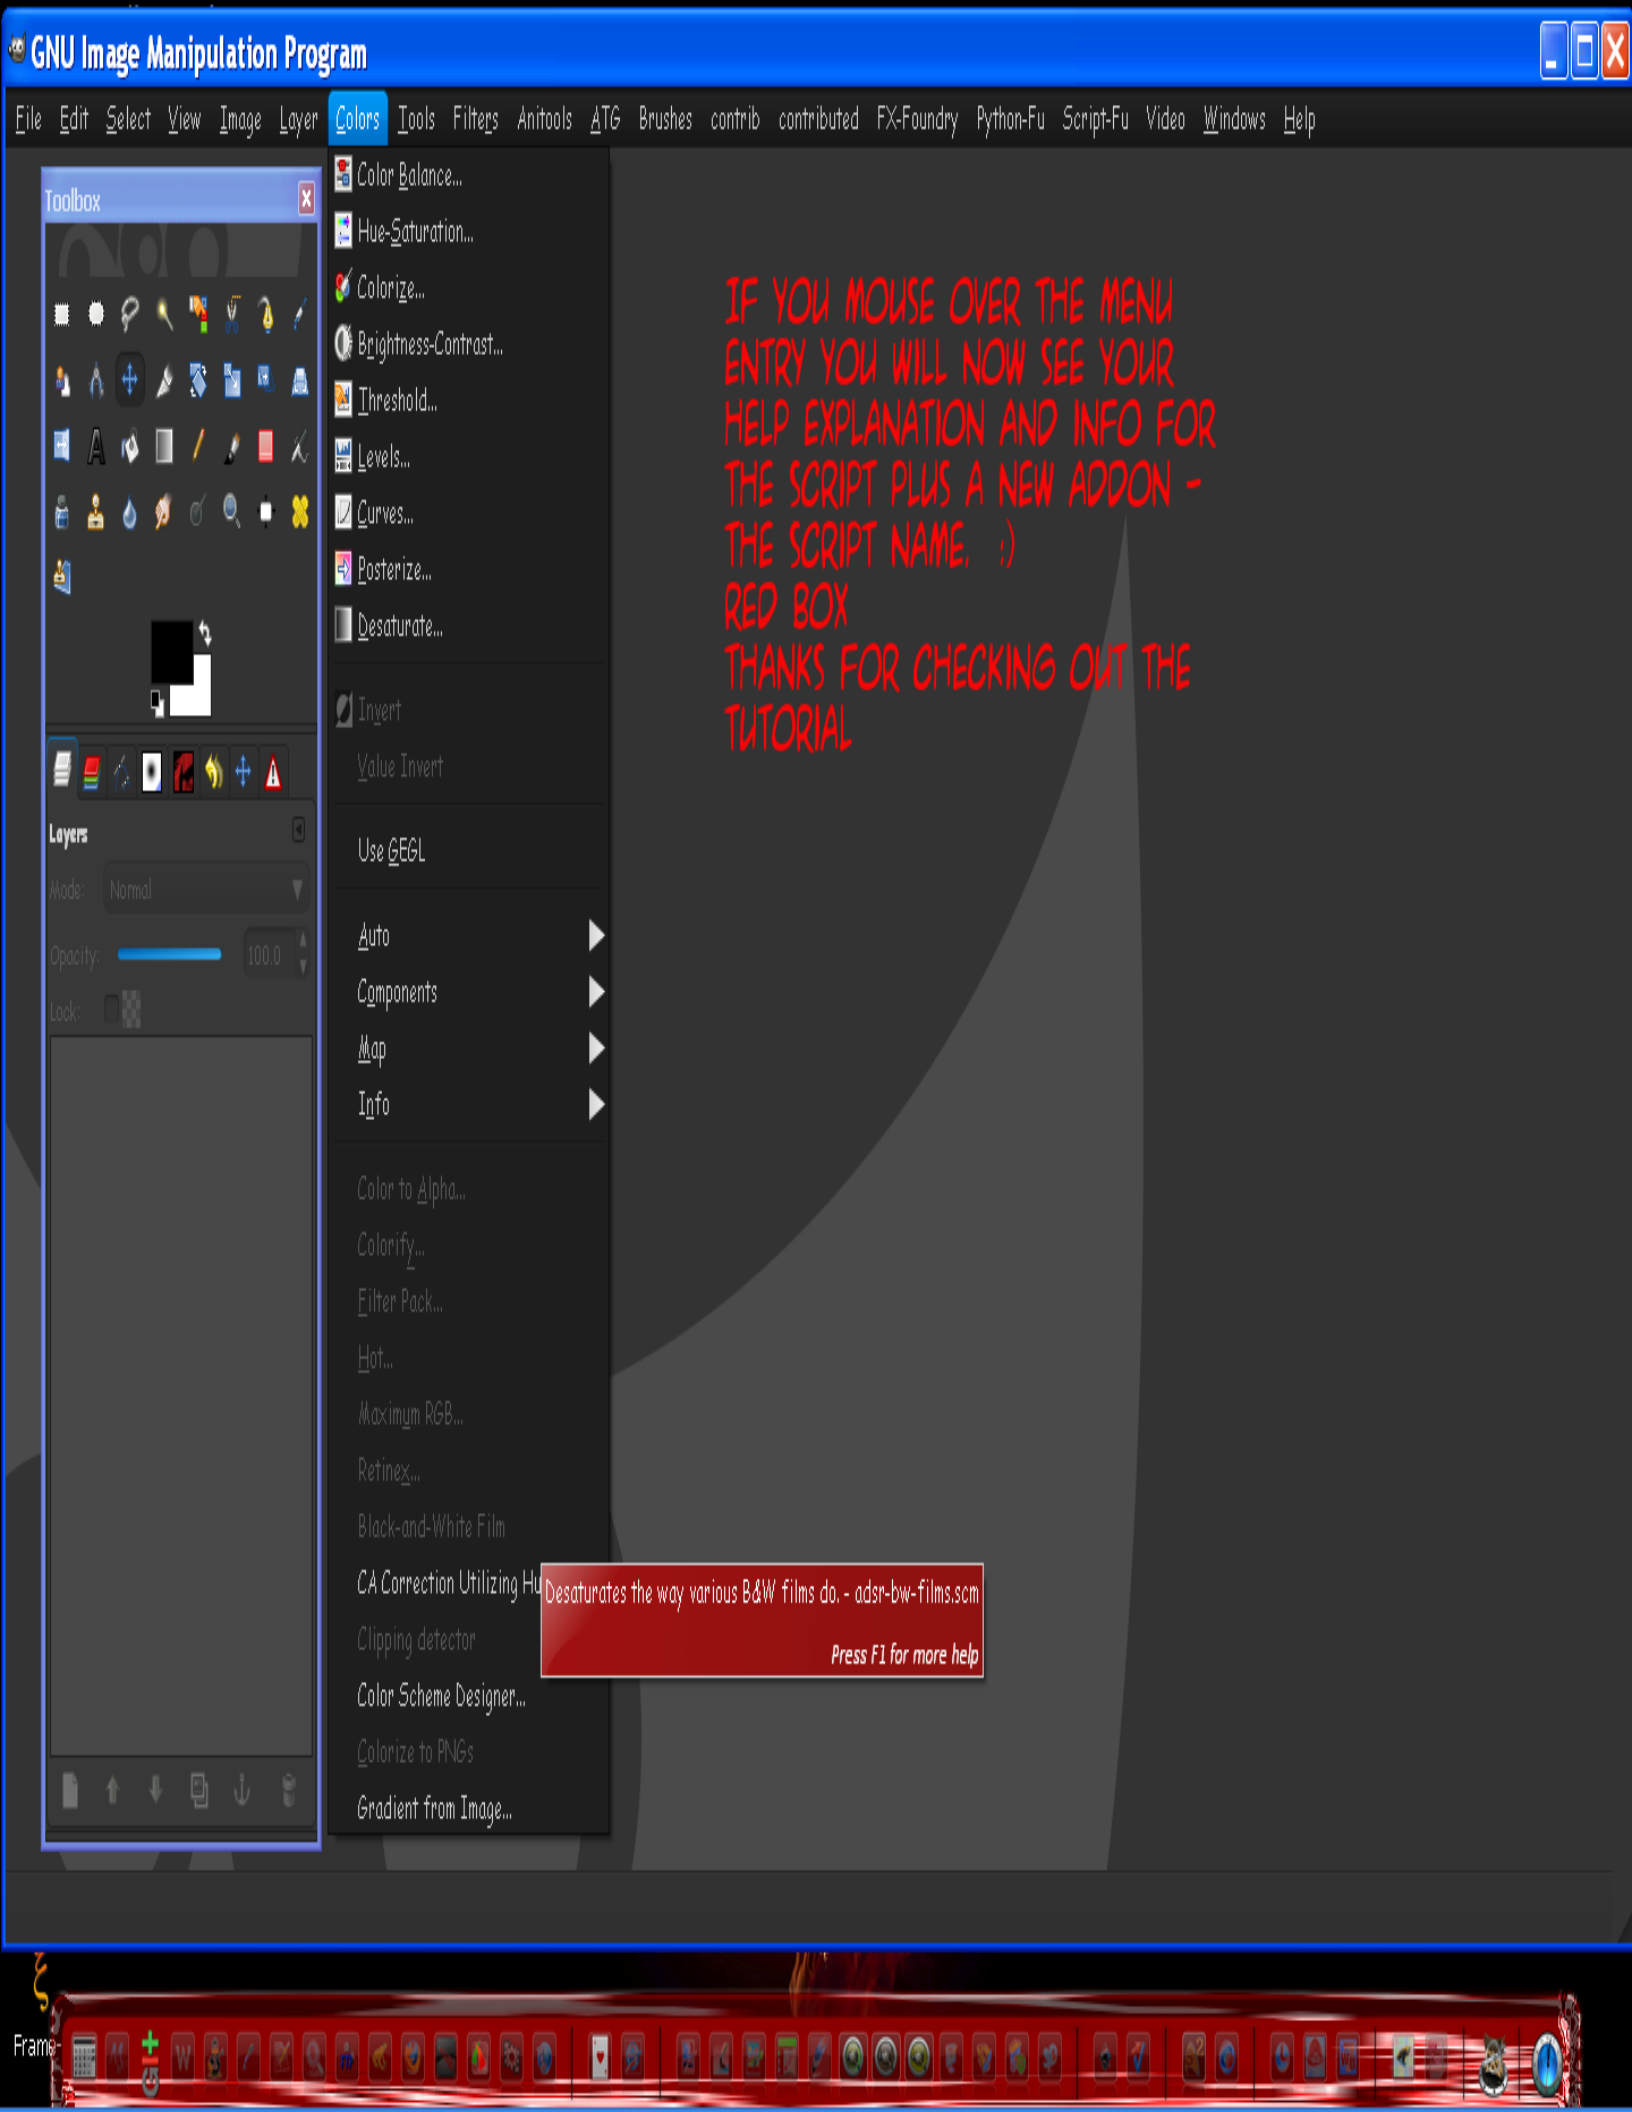 GNU Image Manipulation Program
File Edit Select View Image Layer Colors Tools Filters Anitools ATG Brushes contrib contributed FX-Foundry Python-Fu Script-Fu Video Windows Help
Toolbox
Color Balance...
Hue-Saturation...
Colorize...
Brightness-Contrast...
Threshold...
Levels...
Curves...
Posterize...
Desaturate...
Invert
Value Invert
Use GEGL
Auto
Components
Map
Info
Color to Alpha...
Colorify...
Filter Pack...
Hot...
Maximum RGB...
Retinex...
Black-and-White Film
CA Correction Utilizing Hu
Clipping detector
Color Scheme Designer...
Colorize to PNGs
Gradient from Image...
Layers
Mode: Normal
Opacity: 100.0
Lock:
IF YOU MOUSE OVER THE MENU
ENTRY YOU WILL NOW SEE YOUR
HELP EXPLANATION AND INFO FOR
THE SCRIPT PLUS A NEW ADDON -
THE SCRIPT NAME. :)
RED BOX
THANKS FOR CHECKING OUT THE
TUTORIAL
Desaturates the way various B&W films do. - adsr-bw-films.scm
Press F1 for more help
Frame-